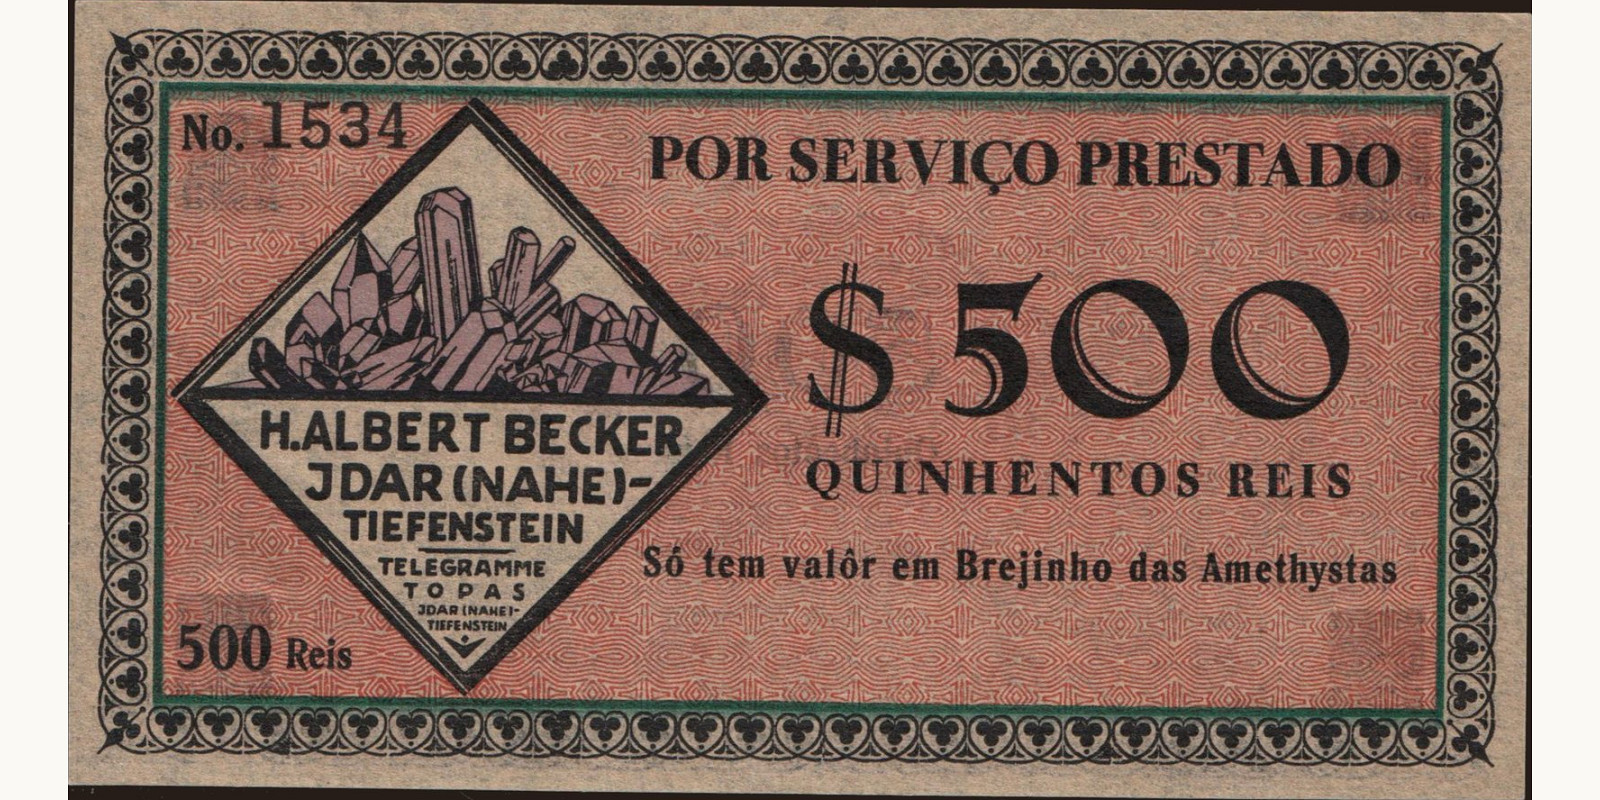 No. 1534
POR SERVIÇO PRESTADO
$ 500
QUINHENTOS REIS
Só tem valôr em Brejinho das Amethystas
H. ALBERT BECKER
JDAR (NAHE)-
TIEFENSTEIN
TELEGRAMME
TOPAS
JDAR (NAHE)-
TIEFENSTEIN
500 Reis